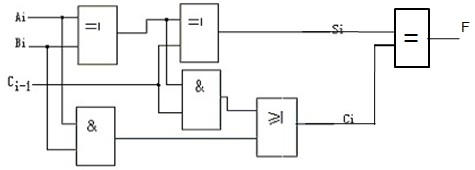 Ai
Bi
Ci-1
=1
=1
&
&
≥1
Si
Ci
=
F